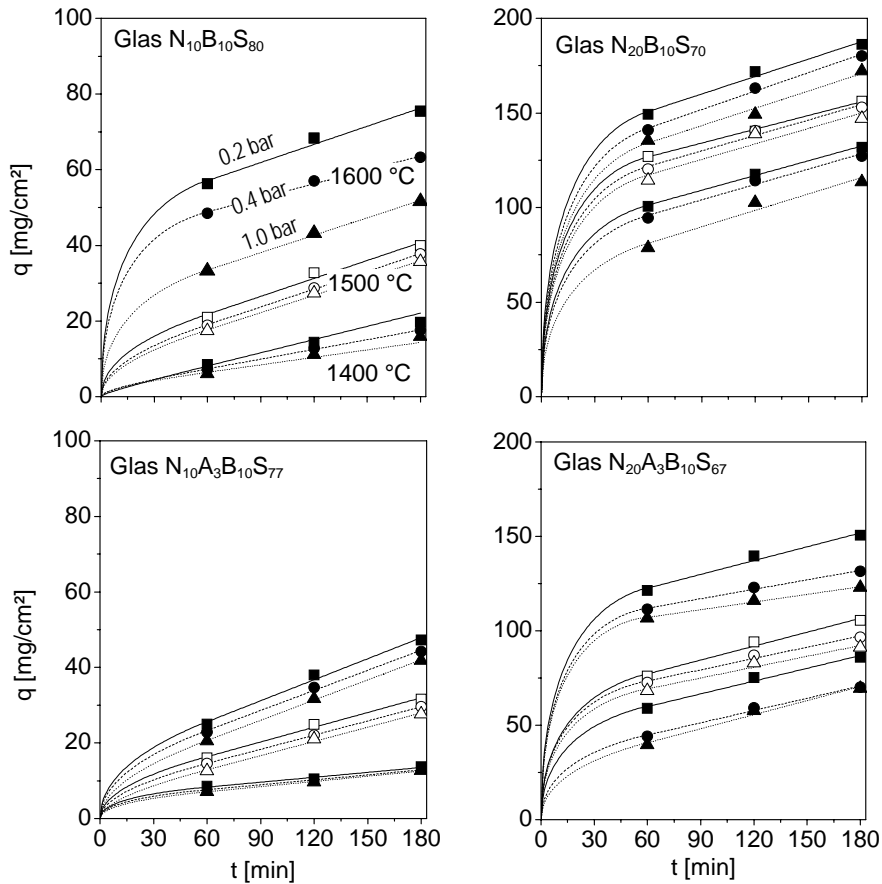 Glas N₁₀B₁₀S₈₀
100
80
60
40
20
0
q [mg/cm²]
0.2 bar
0.4 bar
1.0 bar
1600 °C
1500 °C
1400 °C
Glas N₂₀B₁₀S₇₀
200
150
100
50
0
Glas N₁₀A₃B₁₀S₇₇
100
80
60
40
20
0
q [mg/cm²]
0 30 60 90 120 150 180
t [min]
Glas N₂₀A₃B₁₀S₆₇
200
150
100
50
0
0 30 60 90 120 150 180
t [min]